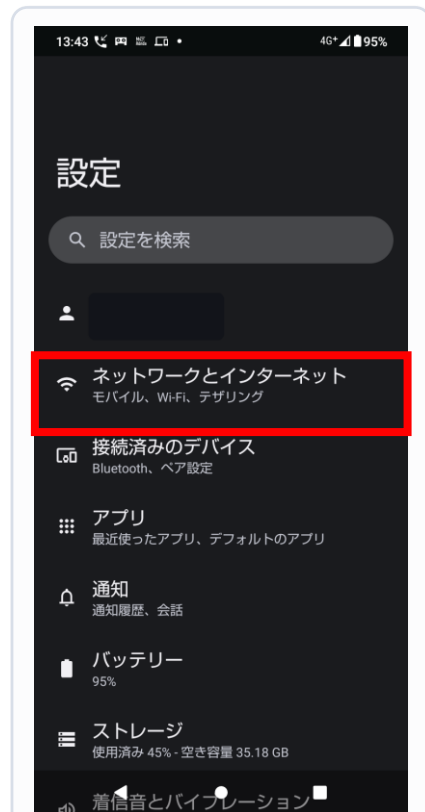 13:43 4G+ 95%
設定
設定を検索
ネットワークとインターネット
モバイル、Wi-Fi、テザリング
接続済みのデバイス
Bluetooth、ペア設定
アプリ
最近使ったアプリ、デフォルトのアプリ
通知
通知履歴、会話
バッテリー
95%
ストレージ
使用済み 45% - 空き容量 35.18 GB
着信音とバイブレーション